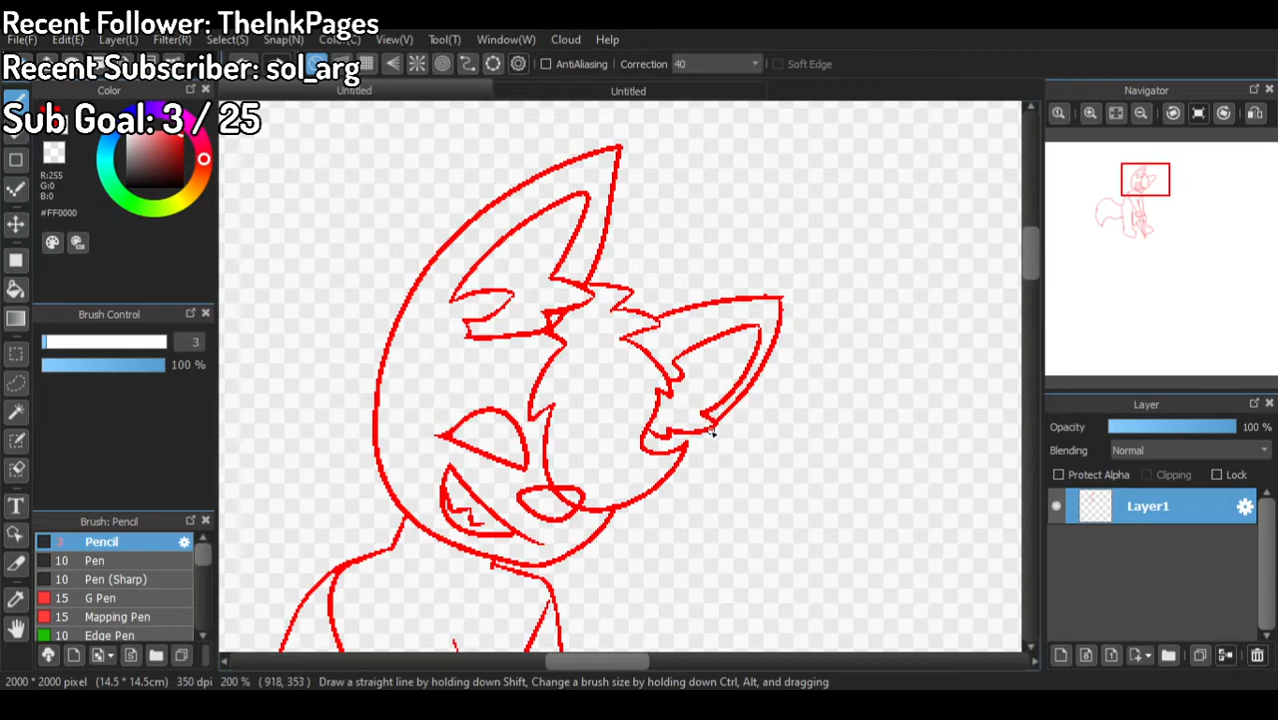 Recent Follower: TheInkPages
File(F) Edit(E) Layer(L) Filter(R) Select(S) Snap(N) Color(C) View(V) Tool(T) Window(W) Cloud Help
Recent Subscriber: sol_arg
AntiAliasing Correction 40 Soft Edge
Sub Goal: 3 / 25
Color
Untitled
Untitled
Navigator
R:255
G:0
B:0
#FF0000
Brush Control
3
100 %
Layer
Opacity 100 %
Blending Normal
Protect Alpha Clipping Lock
Layer1
Brush: Pencil
3 Pencil
10 Pen
10 Pen (Sharp)
15 G Pen
15 Mapping Pen
10 Edge Pen
2000 * 2000 pixel (14.5 * 14.5cm) 350 dpi 200 % ( 918, 353 ) Draw a straight line by holding down Shift, Change a brush size by holding down Ctrl, Alt, and dragging